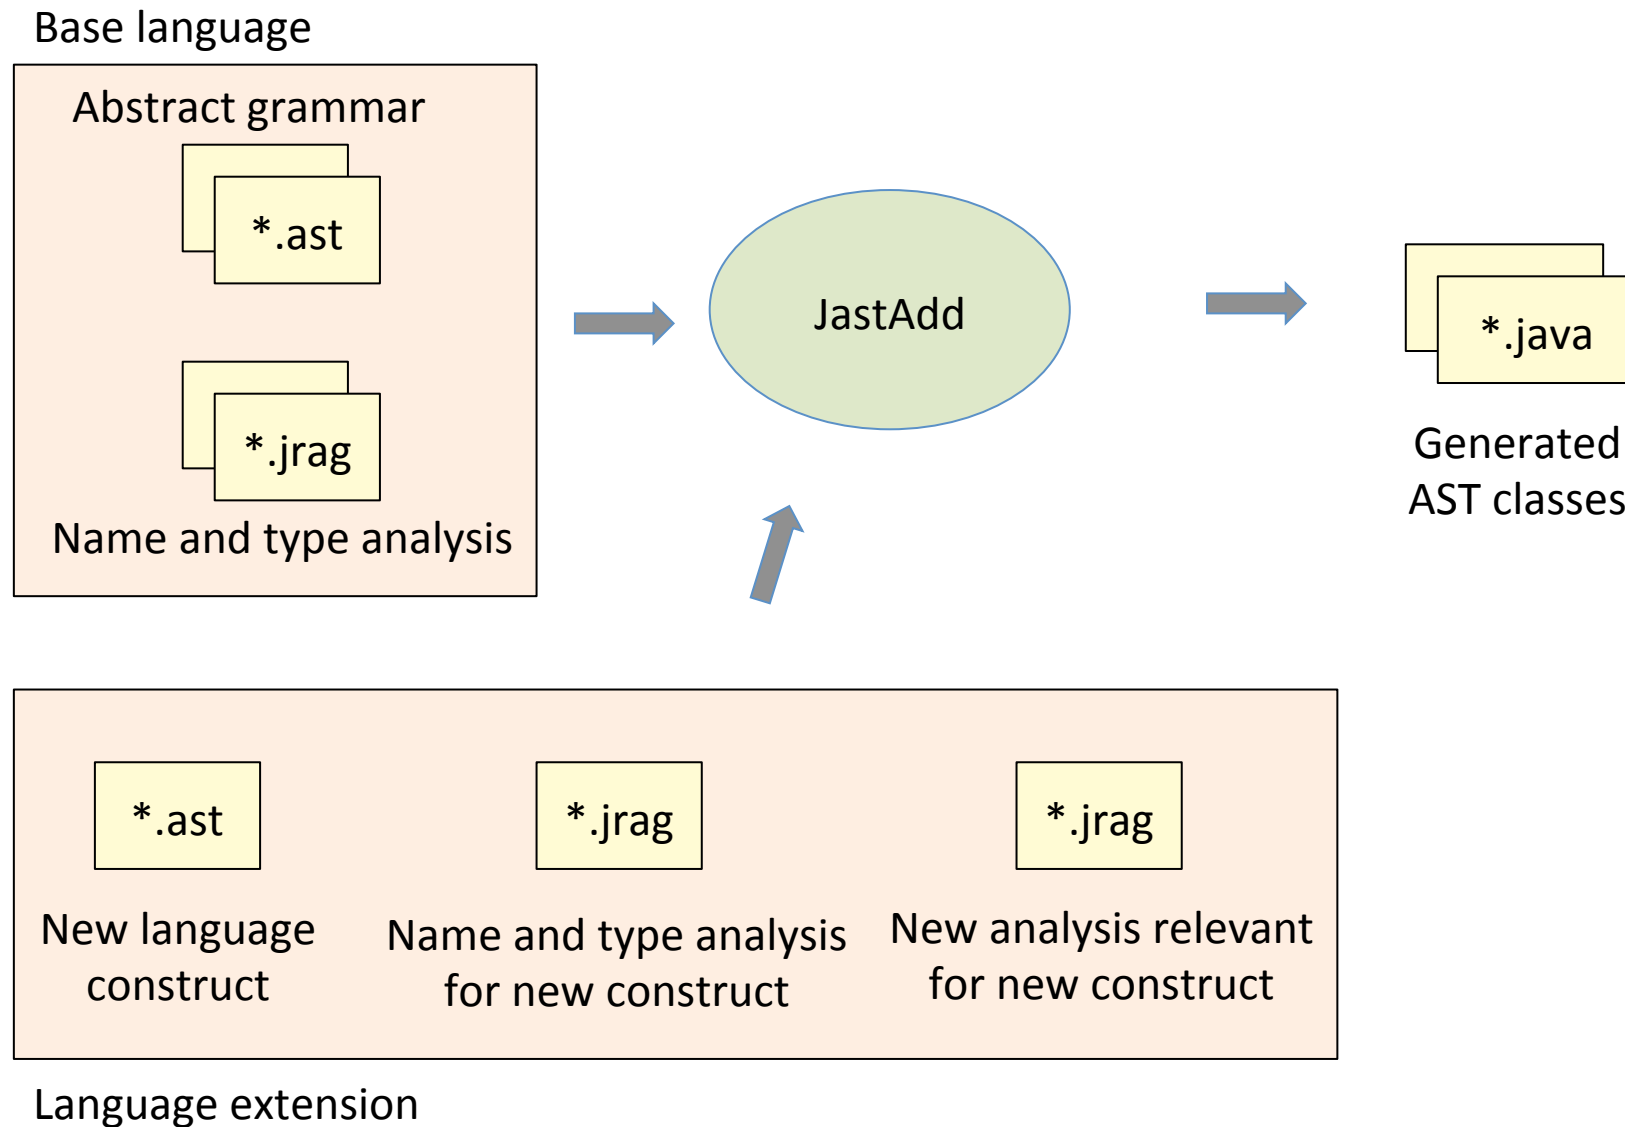 Base language
Abstract grammar
*.ast
*.jrag
Name and type analysis
JastAdd
*.java
Generated
AST classes
*.ast
New language
construct
*.jrag
Name and type analysis
for new construct
*.jrag
New analysis relevant
for new construct
Language extension